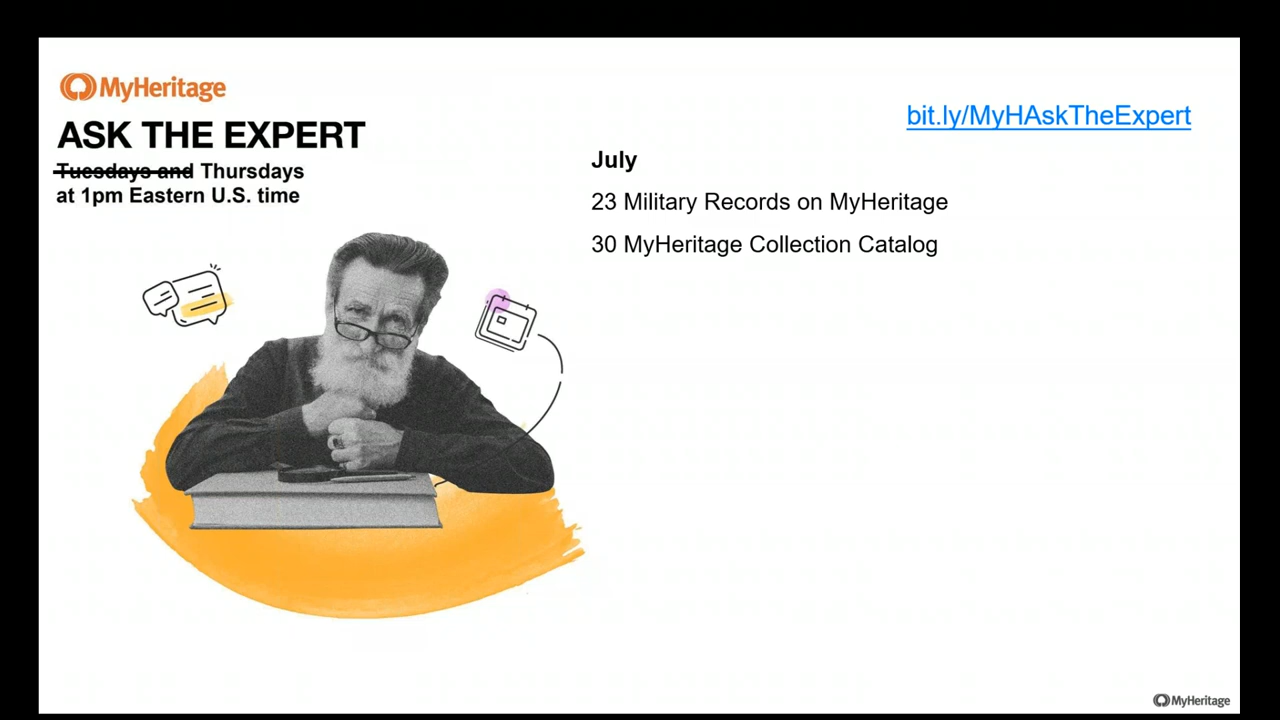 MyHeritage
ASK THE EXPERT
Tuesdays and Thursdays
at 1pm Eastern U.S. time
bit.ly/MyHAskTheExpert
July
23 Military Records on MyHeritage
30 MyHeritage Collection Catalog
MyHeritage